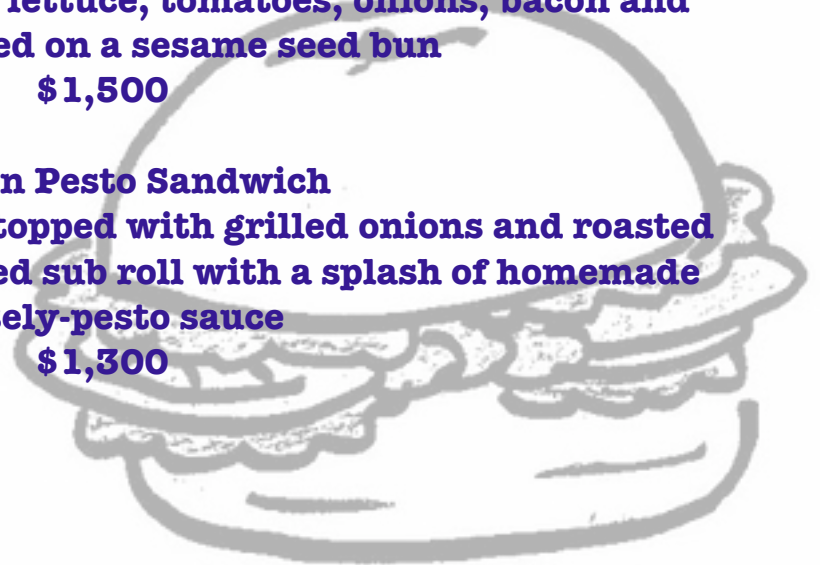 lettuce, tomatoes, onions, bacon and
ed on a sesame seed bun
$1,500
n Pesto Sandwich
topped with grilled onions and roasted
ed sub roll with a splash of homemade
ely-pesto sauce
$1,300